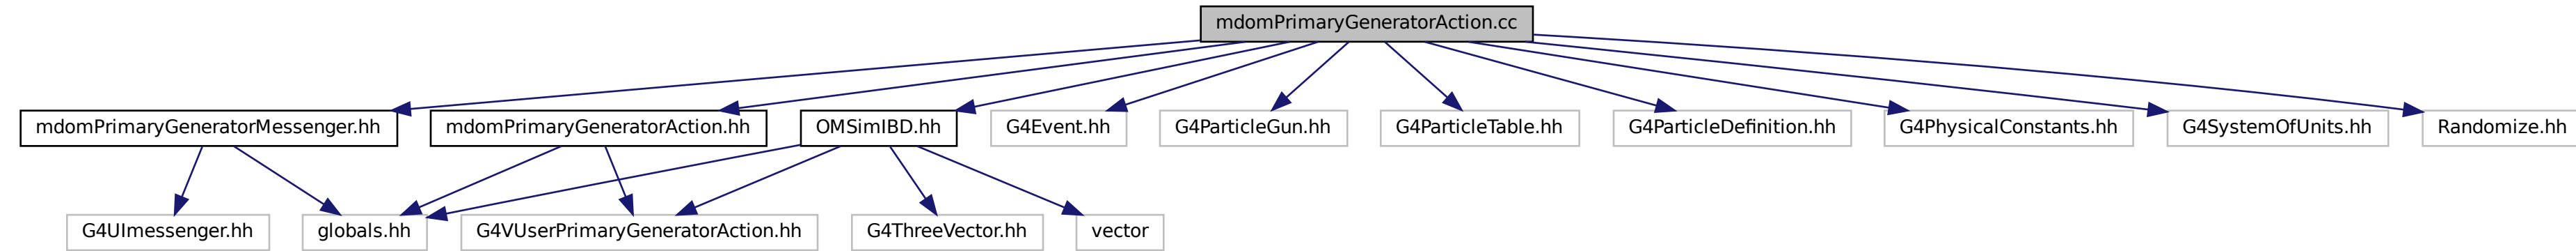 mdomPrimaryGeneratorAction.cc
mdomPrimaryGeneratorMessenger.hh
mdomPrimaryGeneratorAction.hh
OMSimIBD.hh
G4Event.hh
G4ParticleGun.hh
G4ParticleTable.hh
G4ParticleDefinition.hh
G4PhysicalConstants.hh
G4SystemOfUnits.hh
Randomize.hh
G4UImessenger.hh
globals.hh
G4VUserPrimaryGeneratorAction.hh
G4ThreeVector.hh
vector